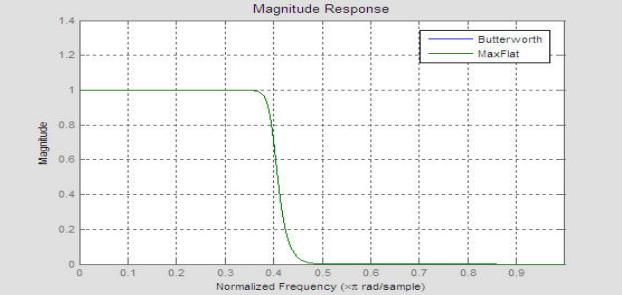 Magnitude Response
1.4
Butterworth
MaxFlat
1.2
1
0.8
0.6
0.4
0.2
0
Magnitude
0 0.1 0.2 0.3 0.4 0.5 0.6 0.7 0.8 0.9
Normalized Frequency (×π rad/sample)